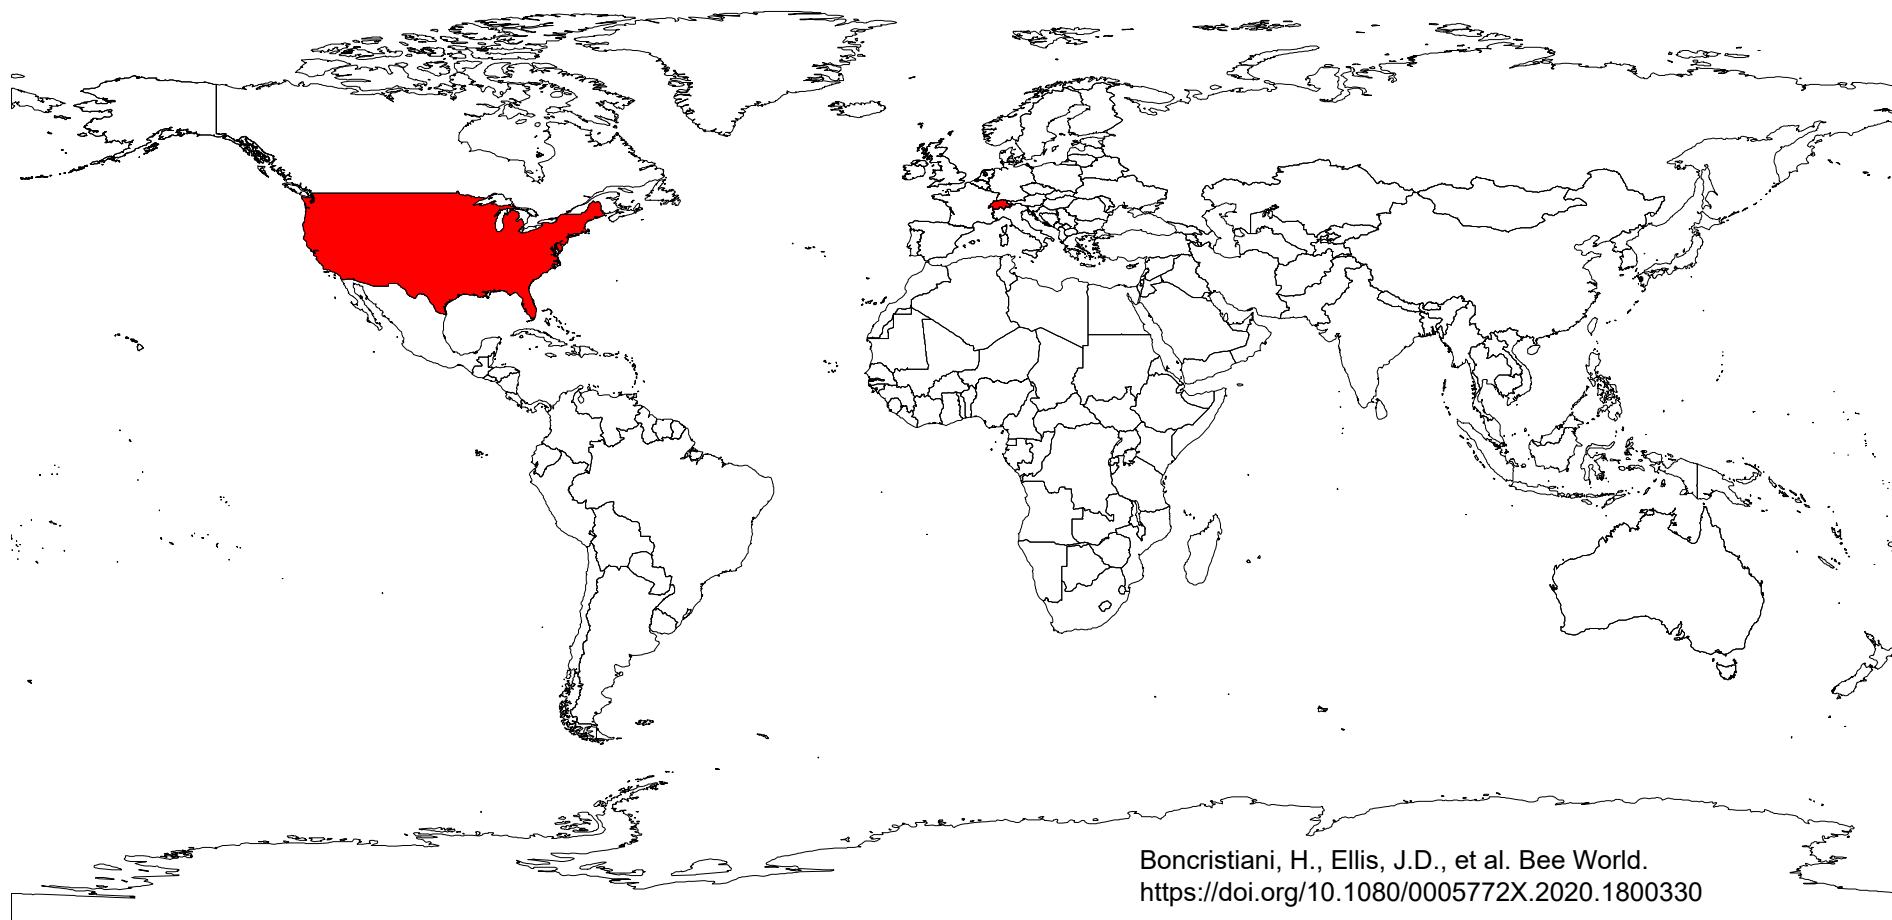 Boncristiani, H., Ellis, J.D., et al. Bee World.
https://doi.org/10.1080/0005772X.2020.1800330